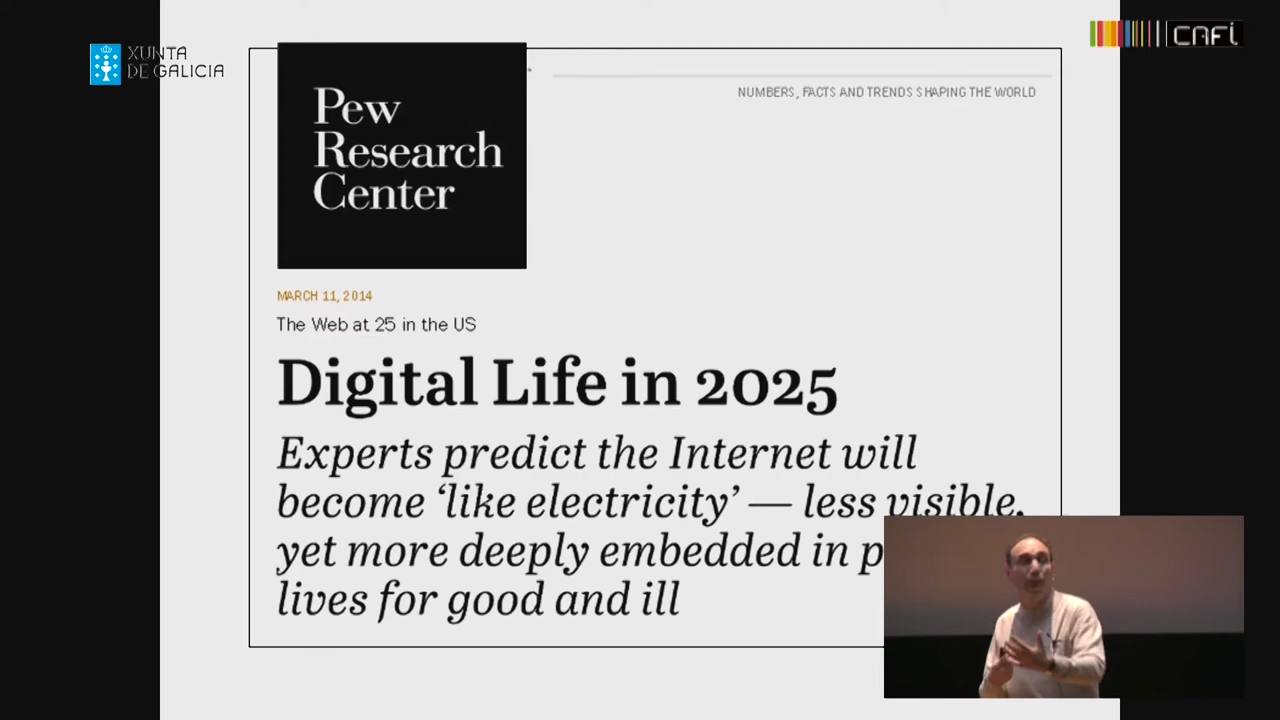 XUNTA
DE GALICIA
CAFi
NUMBERS, FACTS AND TRENDS SHAPING THE WORLD
Pew
Research
Center
MARCH 11, 2014
The Web at 25 in the US
Digital Life in 2025
Experts predict the Internet will
become ‘like electricity’ — less visible,
yet more deeply embedded in
lives for good and ill